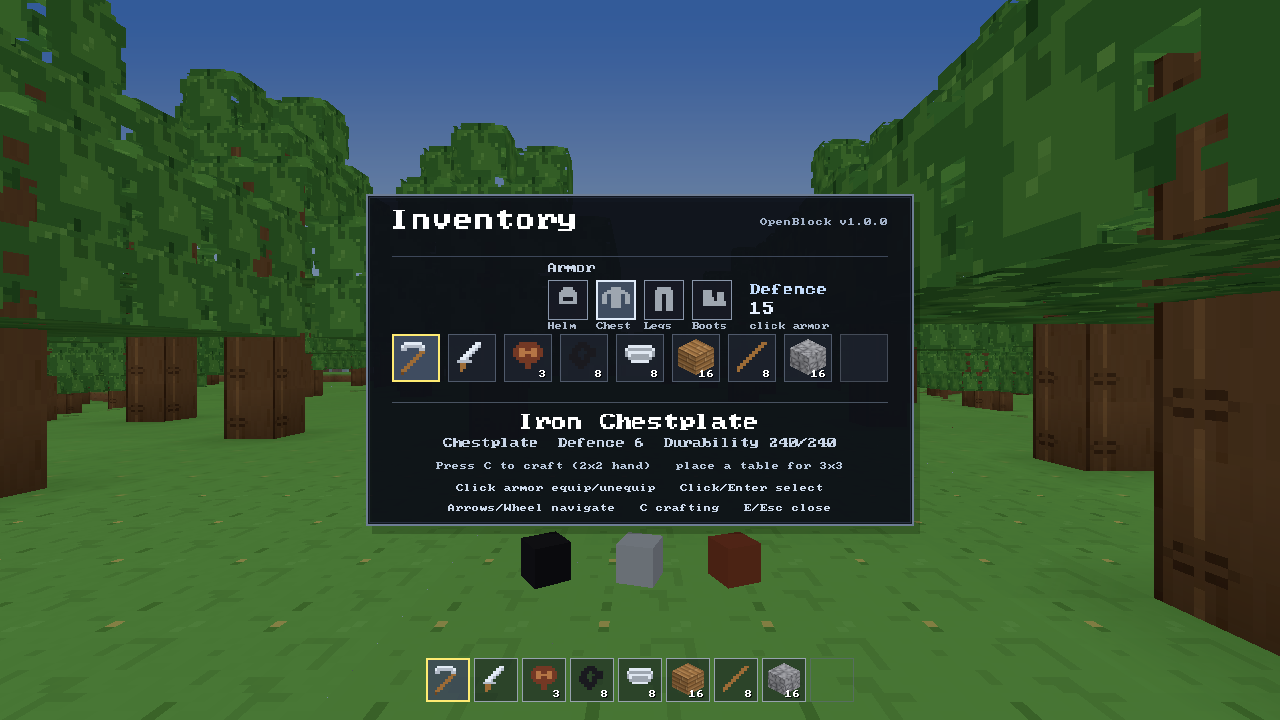 Inventory
OpenBlock v1.0.0
Armor
Defence
15
Helm Chest Legs Boots click armor
3 8 8 16 8 16
Iron Chestplate
Chestplate Defence 6 Durability 240/240
Press C to craft (2x2 hand) place a table for 3x3
Click armor equip/unequip Click/Enter select
Arrows/Wheel navigate C crafting E/Esc close
3 8 8 16 8 16